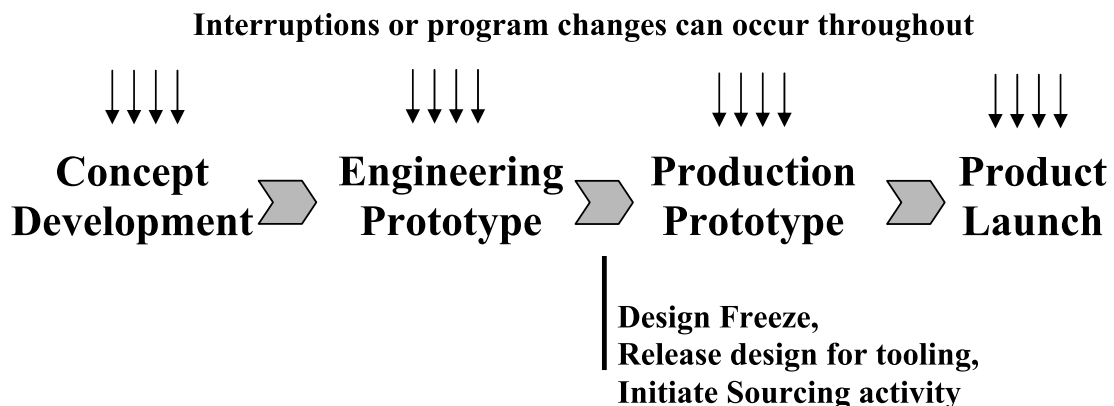 Interruptions or program changes can occur throughout
Concept
Development
Engineering
Prototype
Production
Prototype
Product
Launch
Design Freeze,
Release design for tooling,
Initiate Sourcing activity